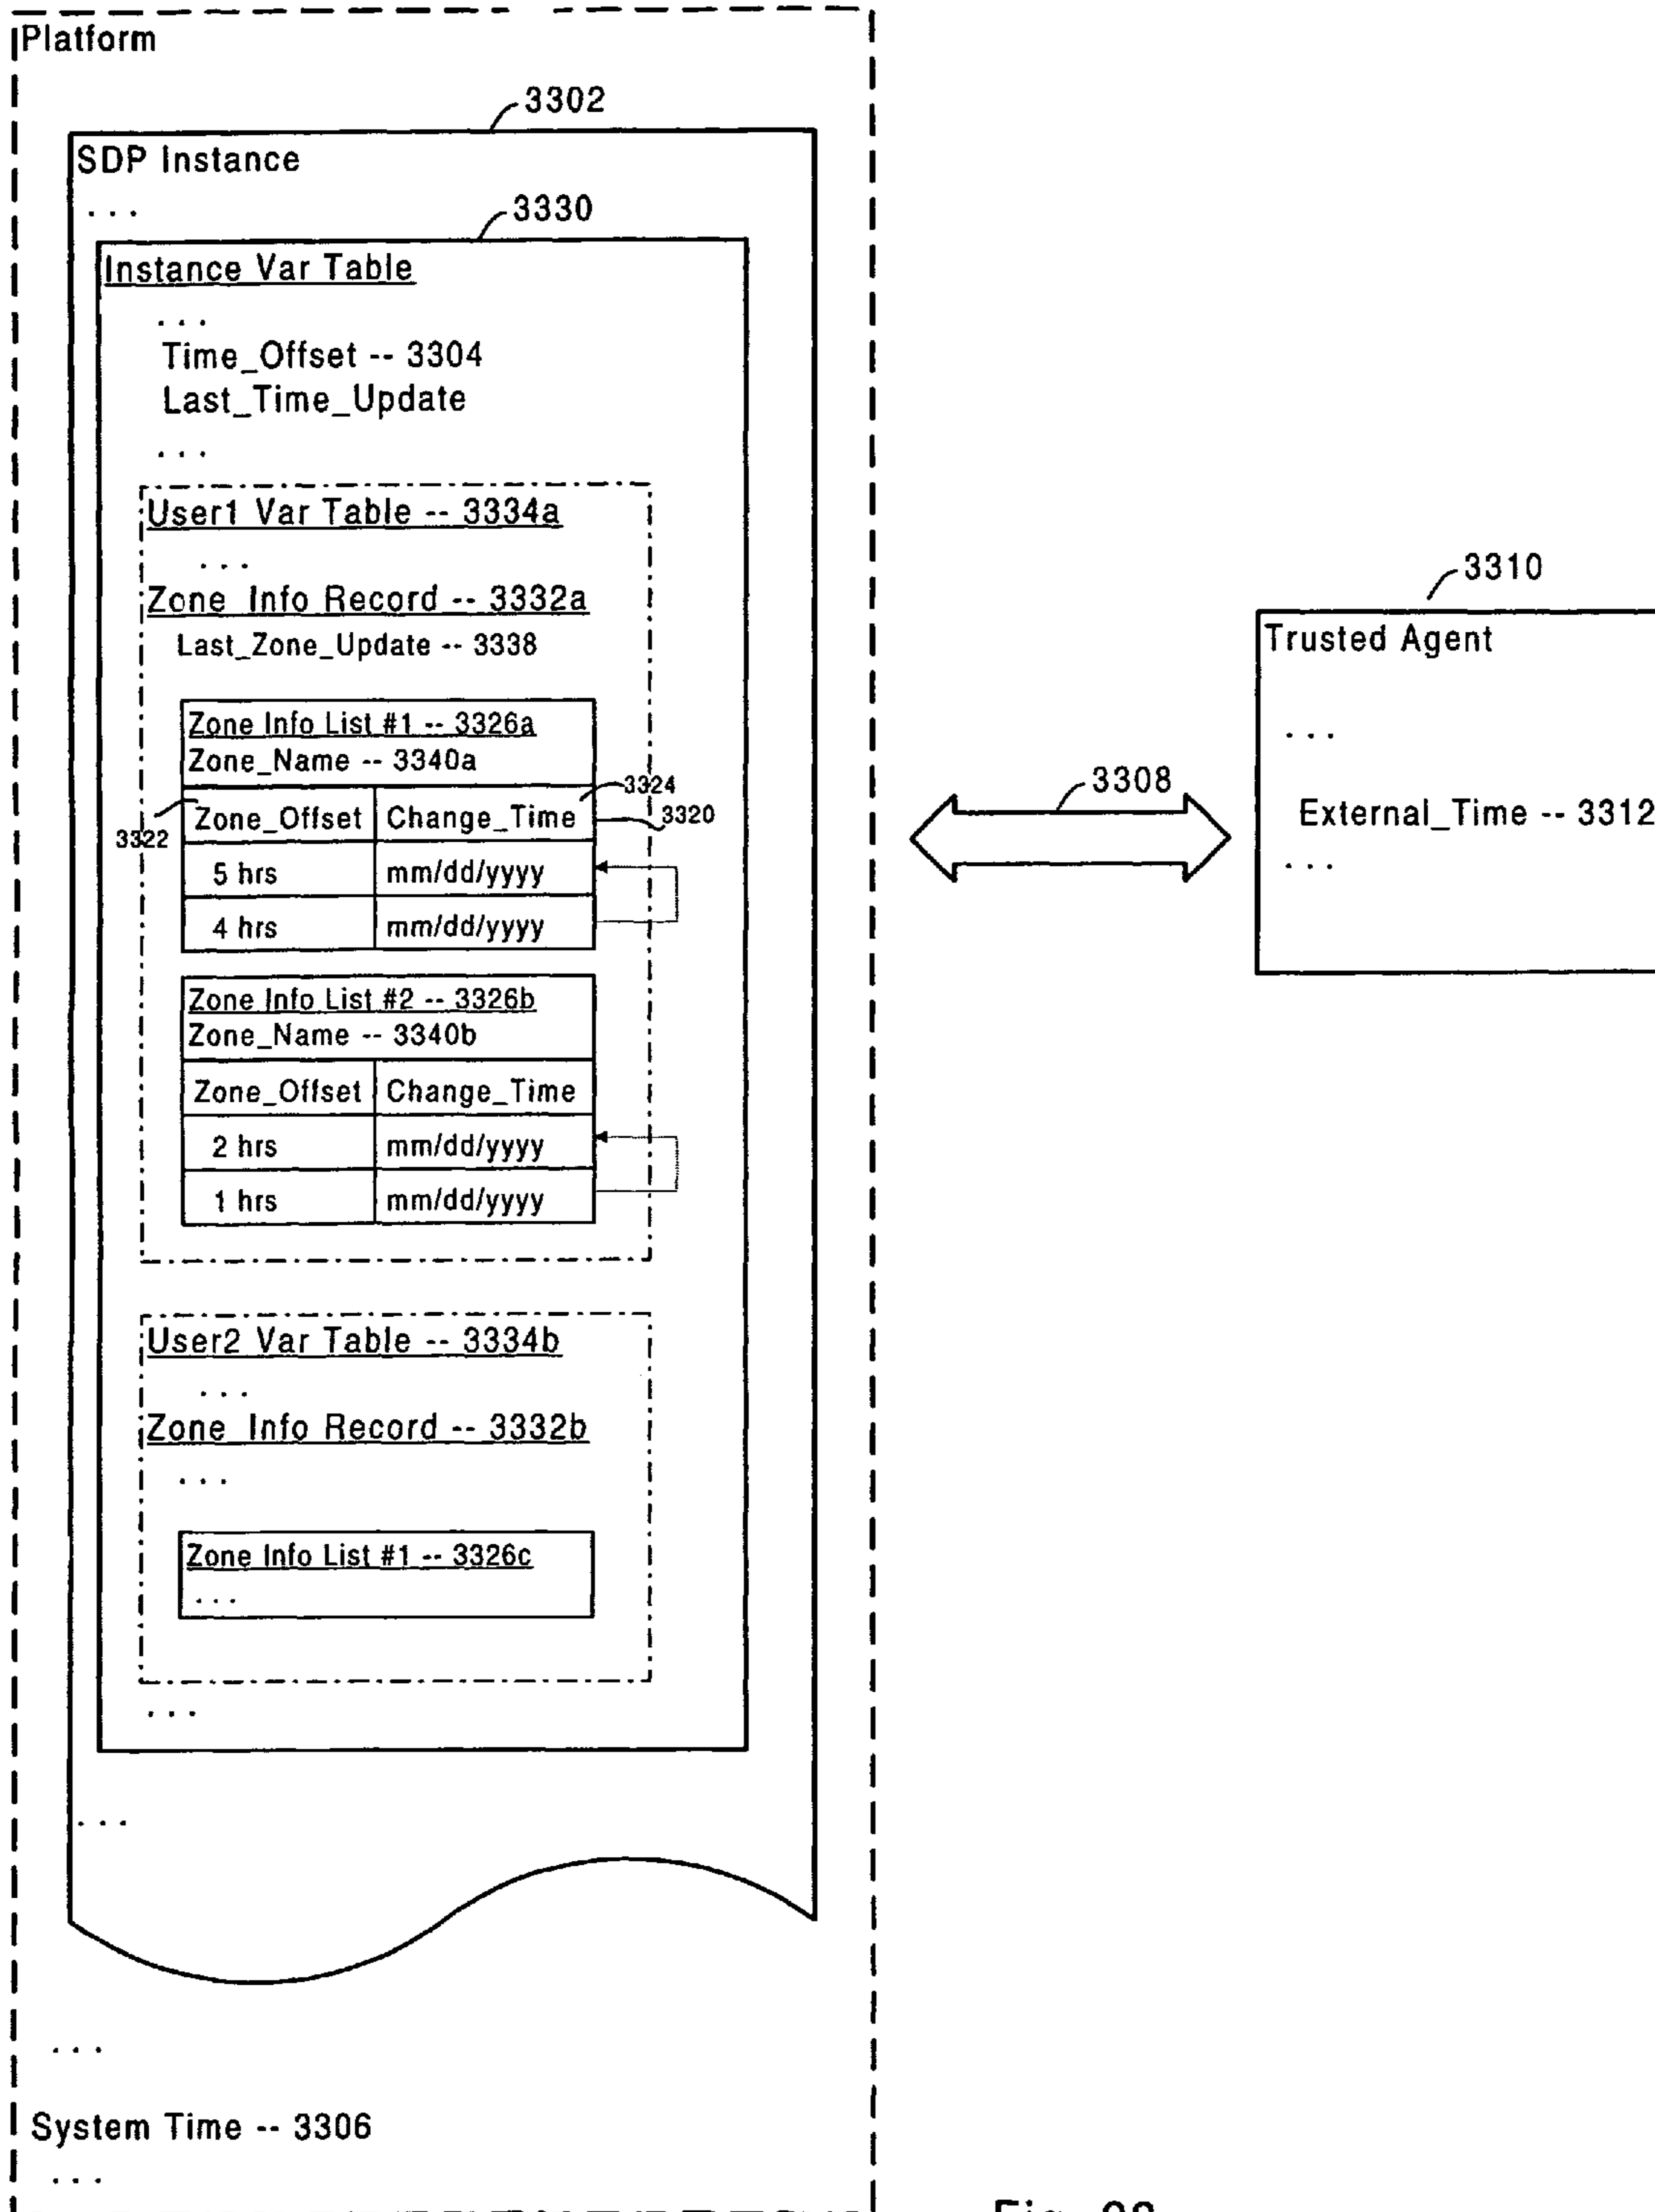 Platform
3302
SDP Instance
. . .
3330
Instance Var Table
. . .
Time_Offset -- 3304
Last_Time_Update
. . .
User1 Var Table -- 3334a
. . .
Zone_Info Record -- 3332a
Last_Zone_Update -- 3338
Zone Info List #1 -- 3326a
Zone_Name -- 3340a
3324
Zone_Offset Change_Time
3320
3322
5 hrs mm/dd/yyyy
4 hrs mm/dd/yyyy
Zone Info List #2 -- 3326b
Zone_Name -- 3340b
Zone_Offset Change_Time
2 hrs mm/dd/yyyy
1 hrs mm/dd/yyyy
User2 Var Table -- 3334b
. . .
Zone_Info Record -- 3332b
. . .
Zone Info List #1 -- 3326c
. . .
. . .
. . .
. . .
System Time -- 3306
. . .
3308
3310
Trusted Agent
. . .
External_Time -- 3312
. . .